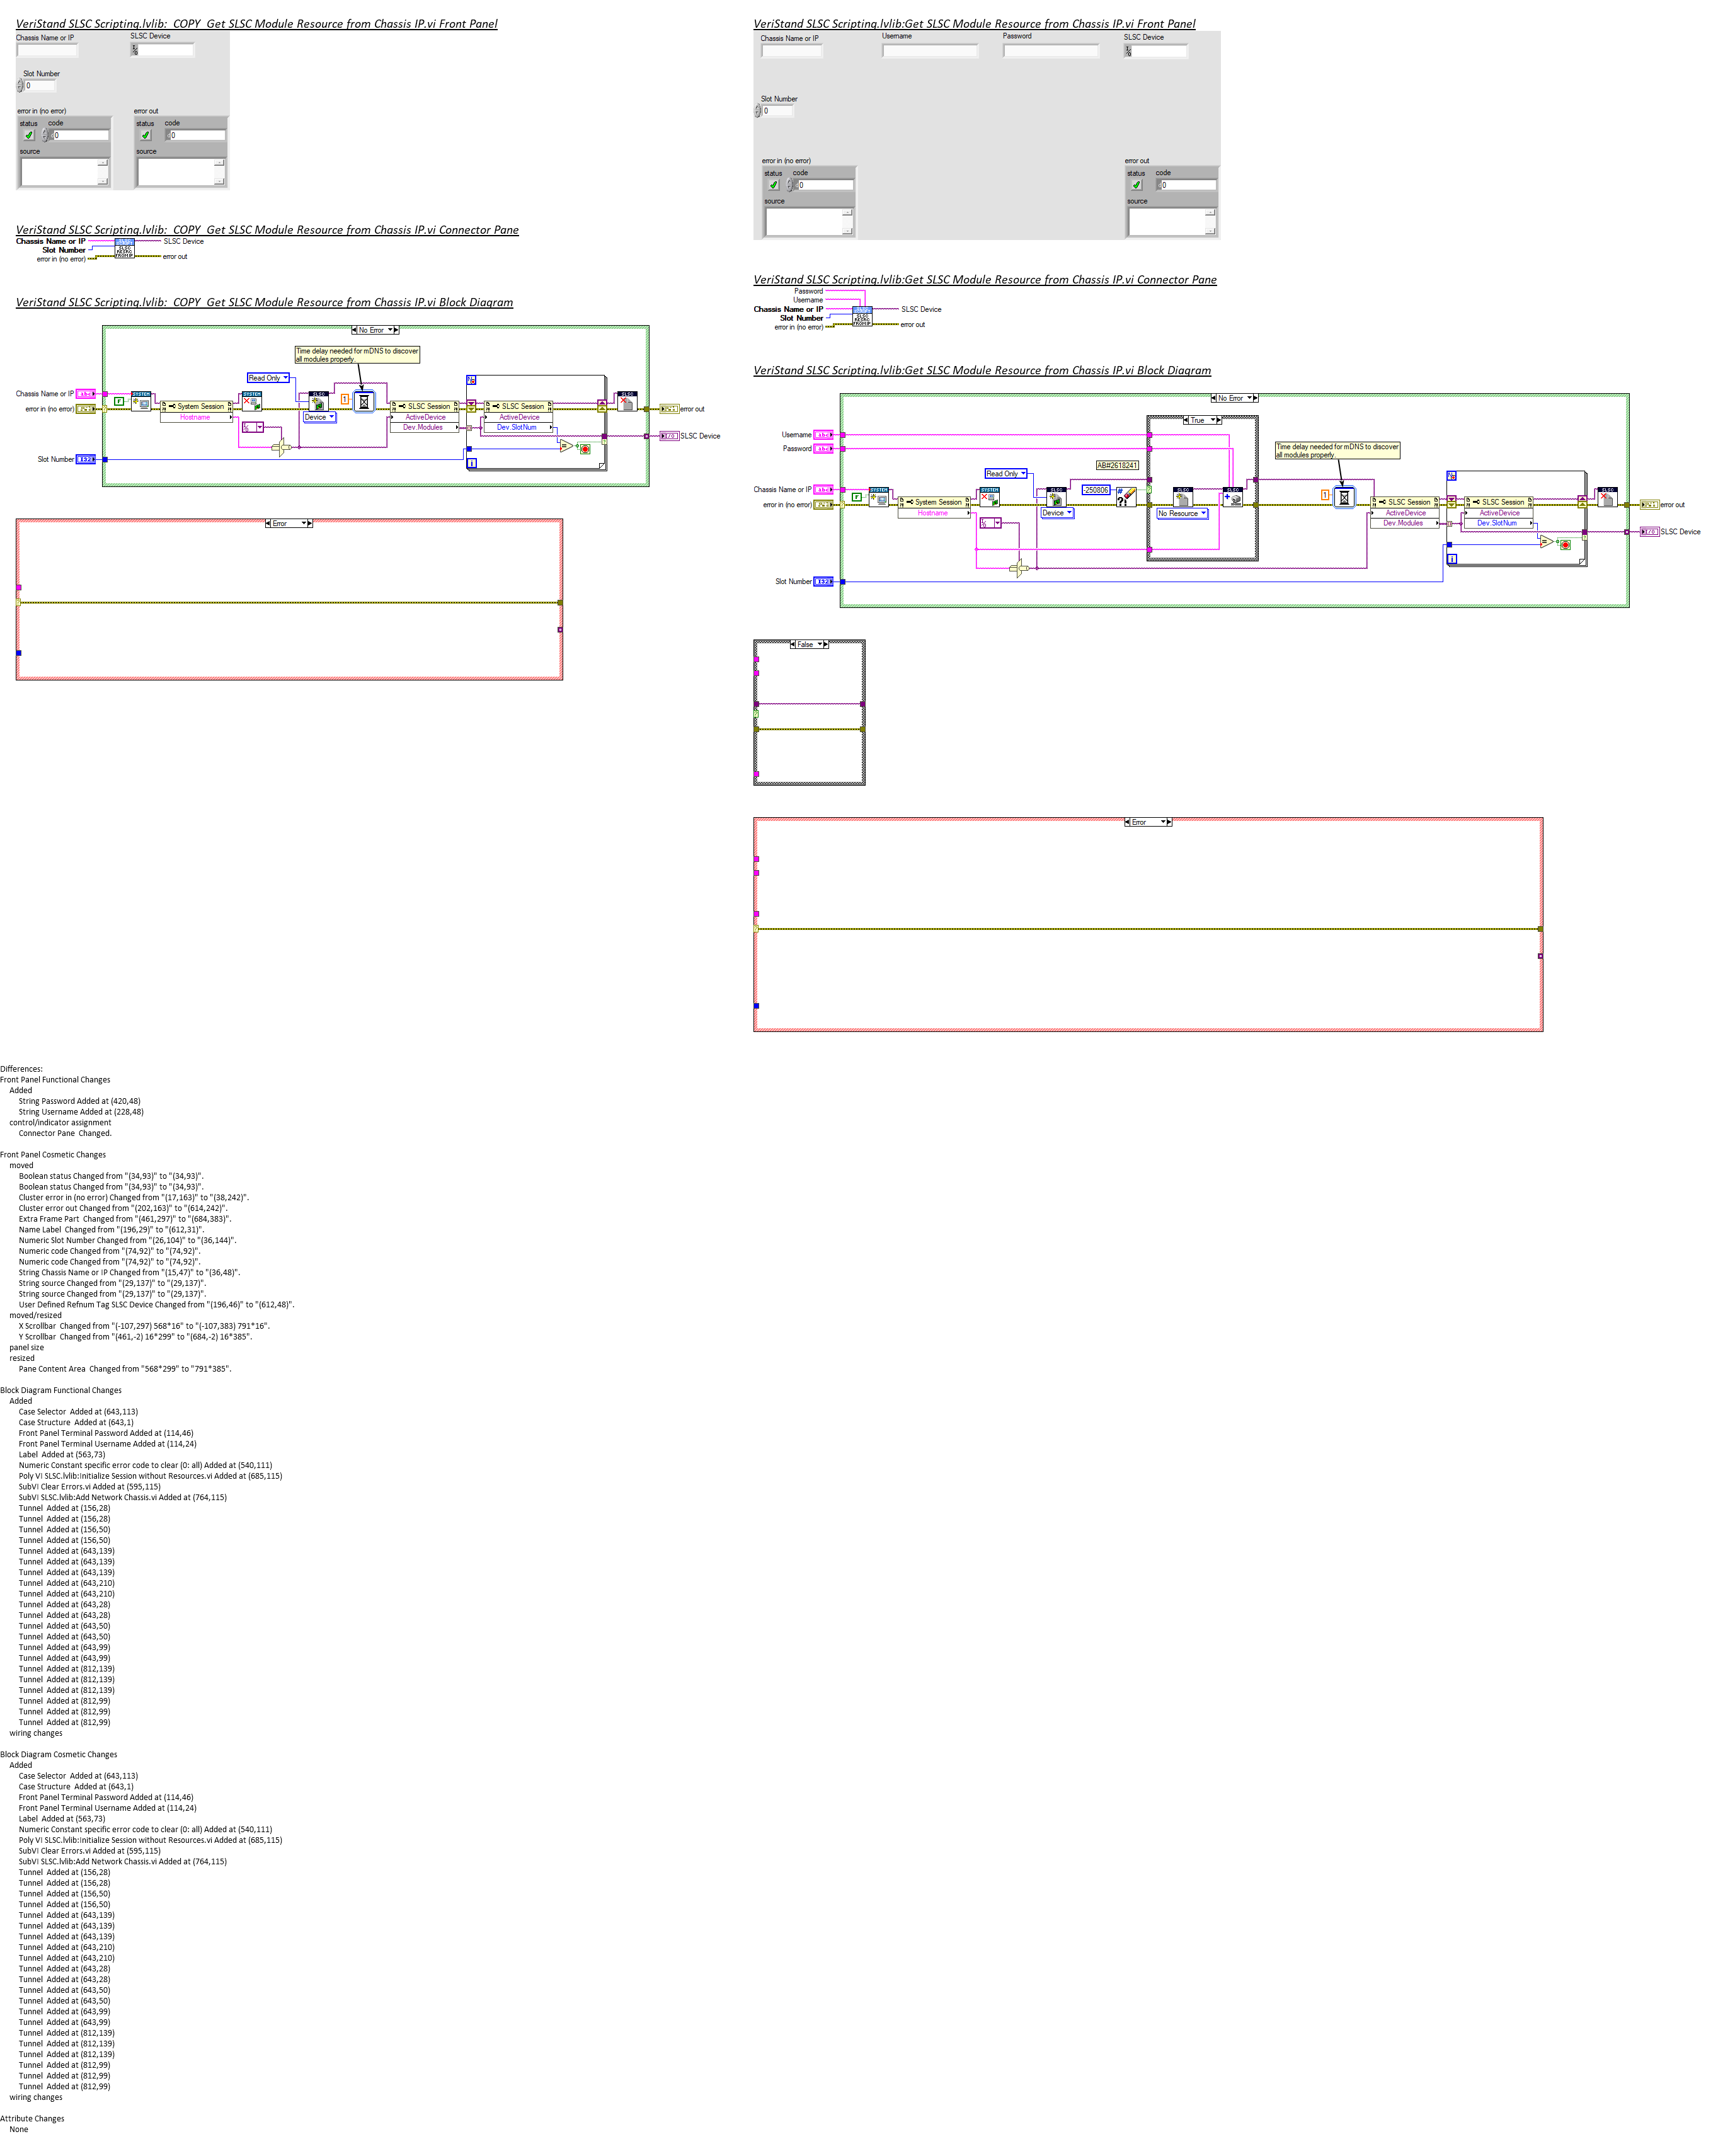 VeriStand SLSC Scripting.lvlib:_COPY_Get SLSC Module Resource from Chassis IP.vi Front Panel
Chassis Name or IP
SLSC Device
Slot Number
0
error in (no error)
error out
status
code
0
status
code
0
source
source
VeriStand SLSC Scripting.lvlib:_COPY_Get SLSC Module Resource from Chassis IP.vi Connector Pane
Chassis Name or IP
SLSC Device
Slot Number
error in (no error)
error out
VeriStand SLSC Scripting.lvlib:_COPY_Get SLSC Module Resource from Chassis IP.vi Block Diagram
No Error
Time delay needed for mDNS to discover
all modules properly.
Read Only
Chassis Name or IP
error in (no error)
System Session
Hostname
Device
1
SLSC Session
ActiveDevice
Dev.Modules
SLSC Session
ActiveDevice
Dev.SlotNum
error out
SLSC Device
Slot Number
Error
VeriStand SLSC Scripting.lvlib:Get SLSC Module Resource from Chassis IP.vi Front Panel
Chassis Name or IP
Username
Password
SLSC Device
Slot Number
0
error in (no error)
error out
status
code
0
status
code
0
source
source
VeriStand SLSC Scripting.lvlib:Get SLSC Module Resource from Chassis IP.vi Connector Pane
Password
Username
Chassis Name or IP
SLSC Device
Slot Number
error in (no error)
error out
VeriStand SLSC Scripting.lvlib:Get SLSC Module Resource from Chassis IP.vi Block Diagram
No Error
True
Username
Password
Time delay needed for mDNS to discover
all modules properly.
AB#2618241
Read Only
-250806
Chassis Name or IP
error in (no error)
System Session
Hostname
Device
No Resource
1
SLSC Session
ActiveDevice
Dev.Modules
SLSC Session
ActiveDevice
Dev.SlotNum
error out
SLSC Device
Slot Number
False
Error
Differences:
Front Panel Functional Changes
Added
String Password Added at (420,48)
String Username Added at (228,48)
control/indicator assignment
Connector Pane  Changed.
Front Panel Cosmetic Changes
moved
Boolean status Changed from "(34,93)" to "(34,93)".
Boolean status Changed from "(34,93)" to "(34,93)".
Cluster error in (no error) Changed from "(17,163)" to "(38,242)".
Cluster error out Changed from "(202,163)" to "(614,242)".
Extra Frame Part  Changed from "(461,297)" to "(684,383)".
Name Label  Changed from "(196,29)" to "(612,31)".
Numeric Slot Number Changed from "(26,104)" to "(36,144)".
Numeric code Changed from "(74,92)" to "(74,92)".
Numeric code Changed from "(74,92)" to "(74,92)".
String Chassis Name or IP Changed from "(15,47)" to "(36,48)".
String source Changed from "(29,137)" to "(29,137)".
String source Changed from "(29,137)" to "(29,137)".
User Defined Refnum Tag SLSC Device Changed from "(196,46)" to "(612,48)".
moved/resized
X Scrollbar  Changed from "(-107,297) 568*16" to "(-107,383) 791*16".
Y Scrollbar  Changed from "(461,-2) 16*299" to "(684,-2) 16*385".
panel size
resized
Pane Content Area  Changed from "568*299" to "791*385".
Block Diagram Functional Changes
Added
Case Selector  Added at (643,113)
Case Structure  Added at (643,1)
Front Panel Terminal Password Added at (114,46)
Front Panel Terminal Username Added at (114,24)
Label  Added at (563,73)
Numeric Constant specific error code to clear (0: all) Added at (540,111)
Poly VI SLSC.lvlib:Initialize Session without Resources.vi Added at (685,115)
SubVI Clear Errors.vi Added at (595,115)
SubVI SLSC.lvlib:Add Network Chassis.vi Added at (764,115)
Tunnel  Added at (156,28)
Tunnel  Added at (156,28)
Tunnel  Added at (156,50)
Tunnel  Added at (156,50)
Tunnel  Added at (643,139)
Tunnel  Added at (643,139)
Tunnel  Added at (643,139)
Tunnel  Added at (643,210)
Tunnel  Added at (643,210)
Tunnel  Added at (643,28)
Tunnel  Added at (643,28)
Tunnel  Added at (643,50)
Tunnel  Added at (643,50)
Tunnel  Added at (643,99)
Tunnel  Added at (643,99)
Tunnel  Added at (812,139)
Tunnel  Added at (812,139)
Tunnel  Added at (812,139)
Tunnel  Added at (812,99)
Tunnel  Added at (812,99)
Tunnel  Added at (812,99)
wiring changes
Block Diagram Cosmetic Changes
Added
Case Selector  Added at (643,113)
Case Structure  Added at (643,1)
Front Panel Terminal Password Added at (114,46)
Front Panel Terminal Username Added at (114,24)
Label  Added at (563,73)
Numeric Constant specific error code to clear (0: all) Added at (540,111)
Poly VI SLSC.lvlib:Initialize Session without Resources.vi Added at (685,115)
SubVI Clear Errors.vi Added at (595,115)
SubVI SLSC.lvlib:Add Network Chassis.vi Added at (764,115)
Tunnel  Added at (156,28)
Tunnel  Added at (156,28)
Tunnel  Added at (156,50)
Tunnel  Added at (156,50)
Tunnel  Added at (643,139)
Tunnel  Added at (643,139)
Tunnel  Added at (643,139)
Tunnel  Added at (643,210)
Tunnel  Added at (643,210)
Tunnel  Added at (643,28)
Tunnel  Added at (643,28)
Tunnel  Added at (643,50)
Tunnel  Added at (643,50)
Tunnel  Added at (643,99)
Tunnel  Added at (643,99)
Tunnel  Added at (812,139)
Tunnel  Added at (812,139)
Tunnel  Added at (812,139)
Tunnel  Added at (812,99)
Tunnel  Added at (812,99)
Tunnel  Added at (812,99)
wiring changes
Attribute Changes
None